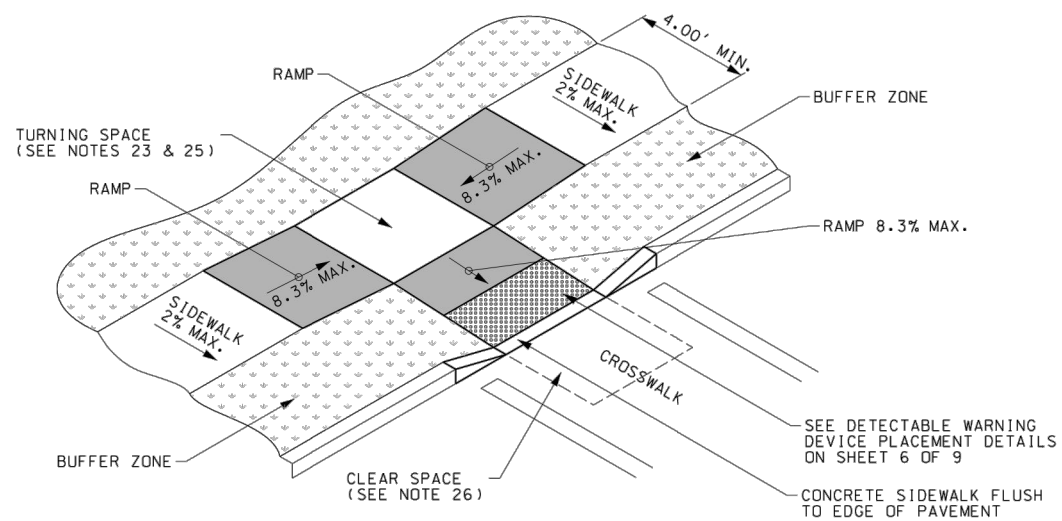 4.00' MIN.
RAMP
SIDEWALK
2% MAX.
BUFFER ZONE
TURNING SPACE
(SEE NOTES 23 & 25)
8.3% MAX.
RAMP
RAMP 8.3% MAX.
8.3% MAX.
SIDEWALK
2% MAX.
CROSSWALK
SEE DETECTABLE WARNING
DEVICE PLACEMENT DETAILS
ON SHEET 6 OF 9
BUFFER ZONE
CLEAR SPACE
(SEE NOTE 26)
CONCRETE SIDEWALK FLUSH
TO EDGE OF PAVEMENT